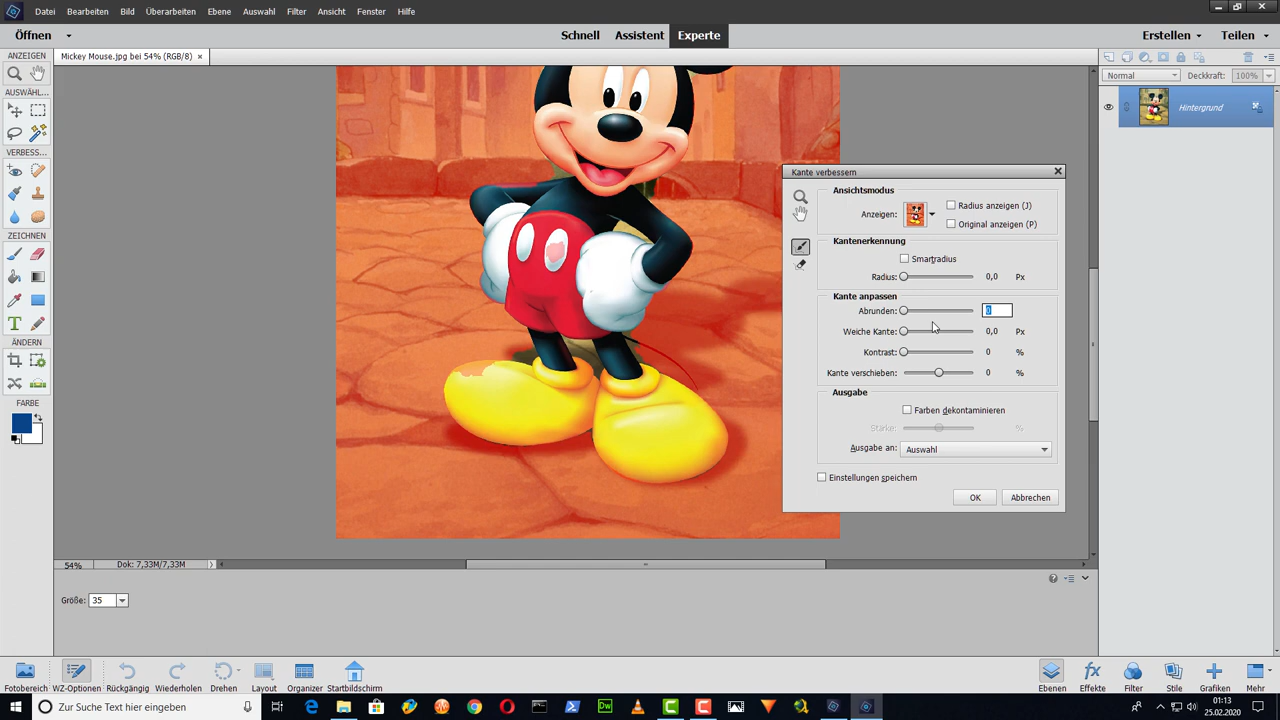 Datei Bearbeiten Bild Überarbeiten Ebene Auswahl Filter Ansicht Fenster Hilfe
Öffnen Schnell Assistent Experte Erstellen Teilen
ANZEIGEN
Mickey Mouse.jpg bei 54% (RGB/8) ×
Normal Deckkraft: 100%
AUSWÄHL...
Hintergrund
VERBESS...
ZEICHNEN
FARBE
Kante verbessern
Ansichtsmodus
Anzeigen: Radius anzeigen (J)
Original anzeigen (P)
Kantenerkennung
Smartradius
Radius: 0,0 Px
Kante anpassen
Abrunden: 0
Weiche Kante: 0,0 Px
Kontrast: 0 %
Kante verschieben: 0 %
Ausgabe
Farben dekontaminieren
Stärke: %
Ausgabe an: Auswahl
Einstellungen speichern
OK Abbrechen
54% Dok: 7,33M/7,33M
Größe: 35
Fotobereich WZ-Optionen Rückgängig Wiederholen Drehen Layout Organizer Startbildschirm Ebenen Effekte Filter Stile Grafiken Mehr
Zur Suche Text hier eingeben
01:13
25.02.2020